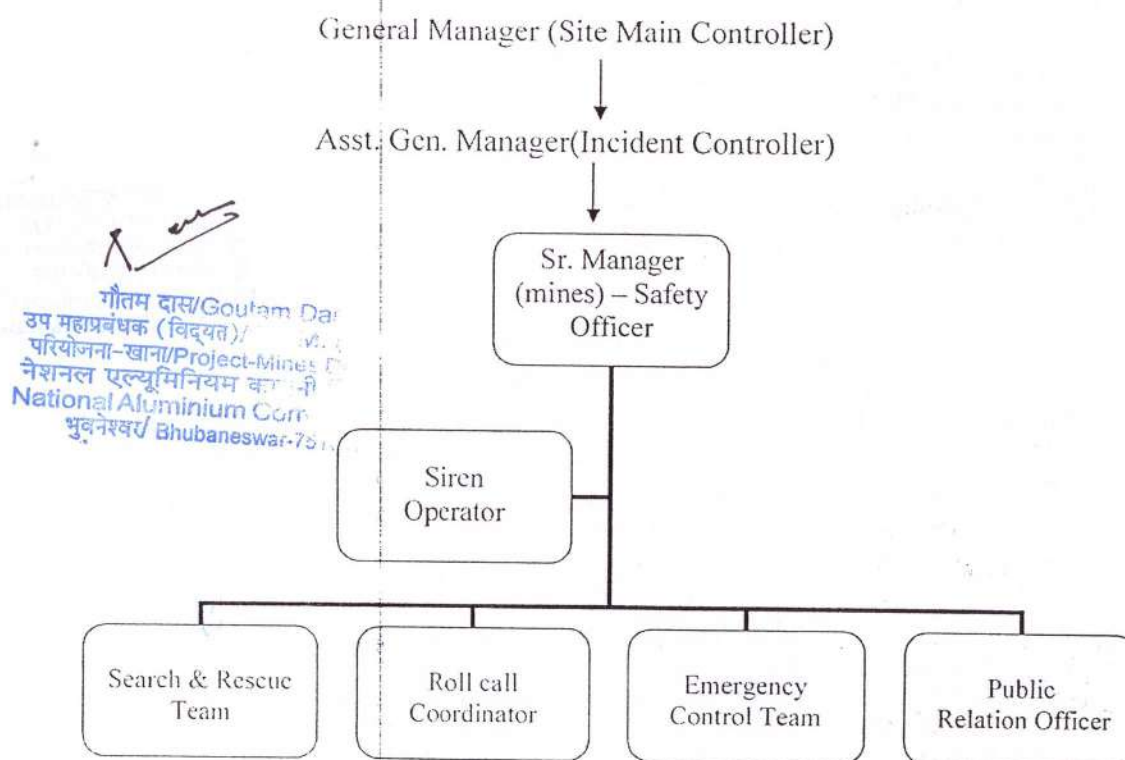 General Manager (Site Main Controller)
Asst. Gen. Manager(Incident Controller)
Sr. Manager
(mines) – Safety
Officer
गौतम दास/Goutam
उप महाप्रबंधक (विद्युत)/
परियोजना-खाना/Project-Mines
नेशनल एल्यूमिनियम
National Aluminium
भुवनेश्वर/ Bhubaneswar-751
Siren
Operator
Search & Rescue
Team
Roll call
Coordinator
Emergency
Control Team
Public
Relation Officer